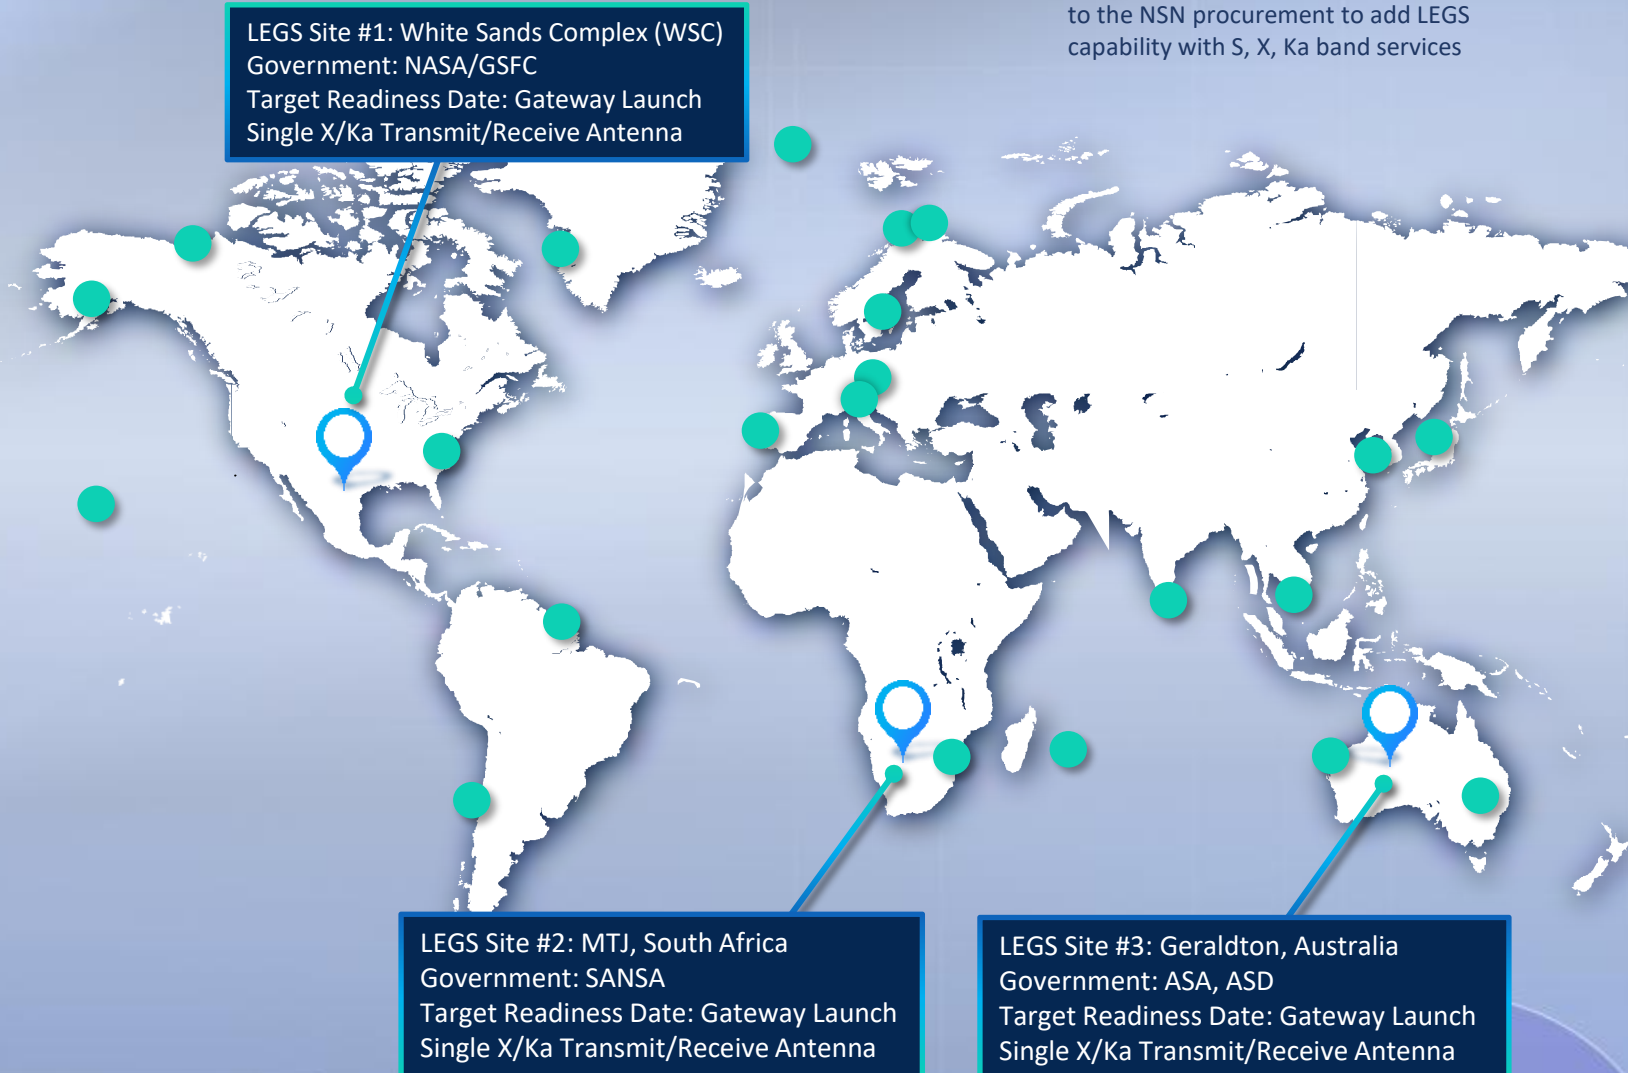 to the NSN procurement to add LEGS
capability with S, X, Ka band services
LEGS Site #1: White Sands Complex (WSC)
Government: NASA/GSFC
Target Readiness Date: Gateway Launch
Single X/Ka Transmit/Receive Antenna
LEGS Site #2: MTJ, South Africa
Government: SANSA
Target Readiness Date: Gateway Launch
Single X/Ka Transmit/Receive Antenna
LEGS Site #3: Geraldton, Australia
Government: ASA, ASD
Target Readiness Date: Gateway Launch
Single X/Ka Transmit/Receive Antenna